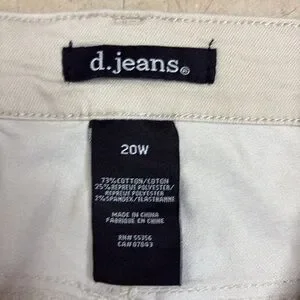 d.jeans®
20W
73% COTTON/COTON
25% REPREVE POLYESTER/
REPREVE POLYESTER
2% SPANDEX/ELASTHANNE
MADE IN CHINA
FABRIQUE EN CHINE
RN# 55356
CA# 07843